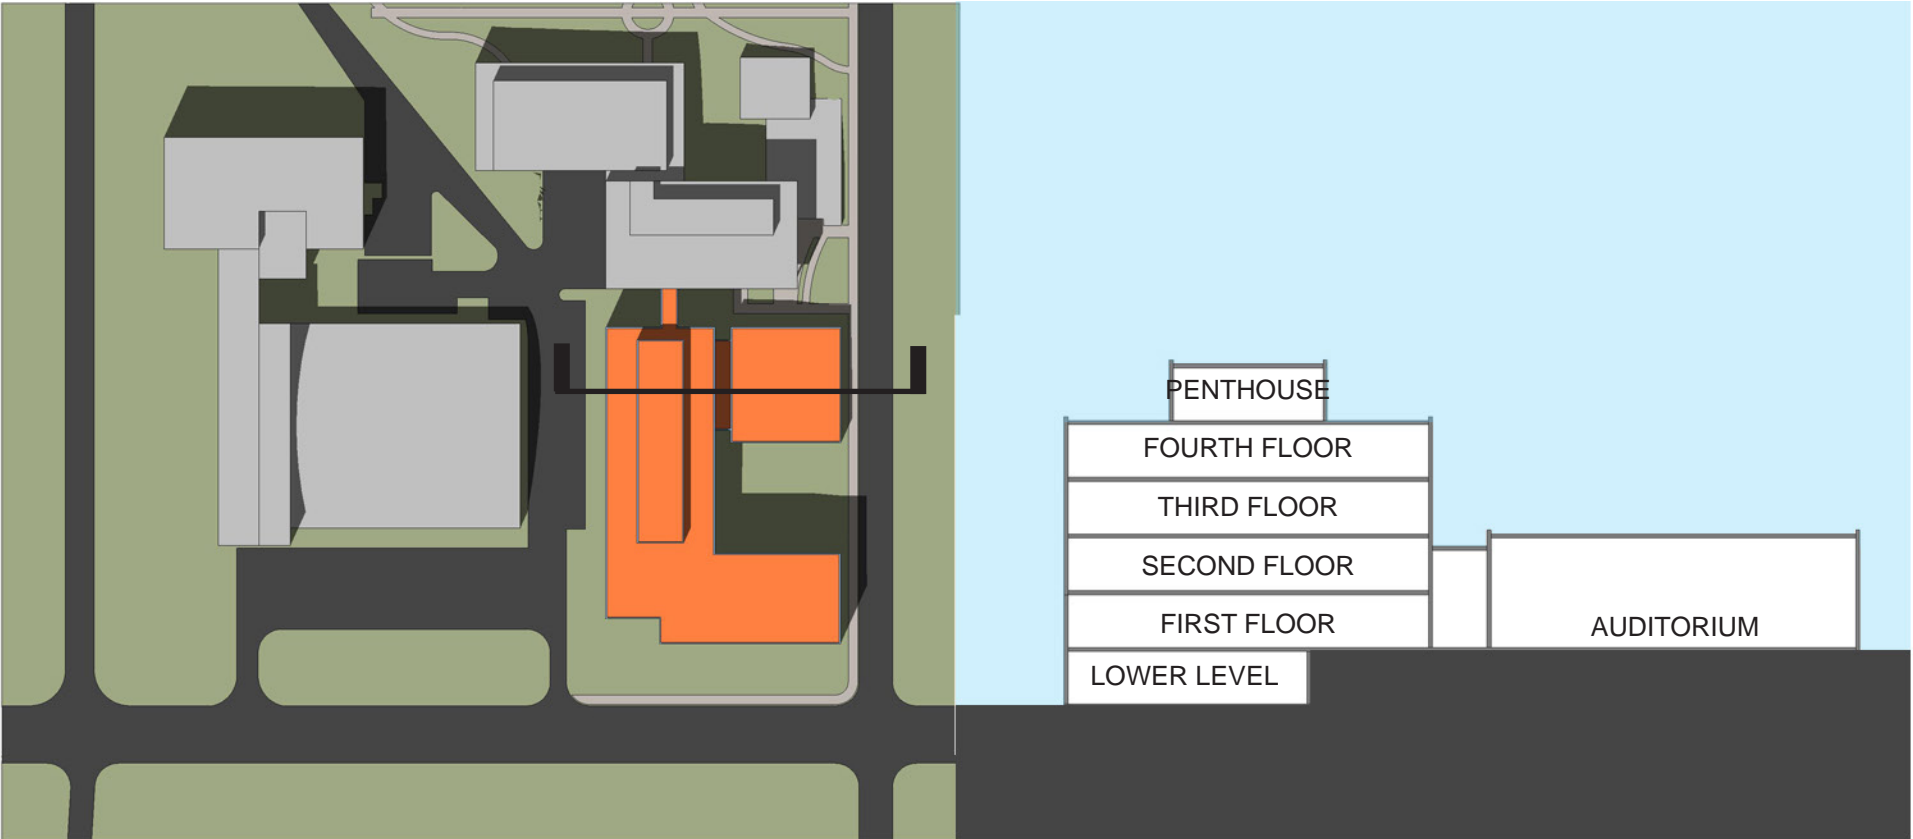 PENTHOUSE
FOURTH FLOOR
THIRD FLOOR
SECOND FLOOR
FIRST FLOOR
AUDITORIUM
LOWER LEVEL